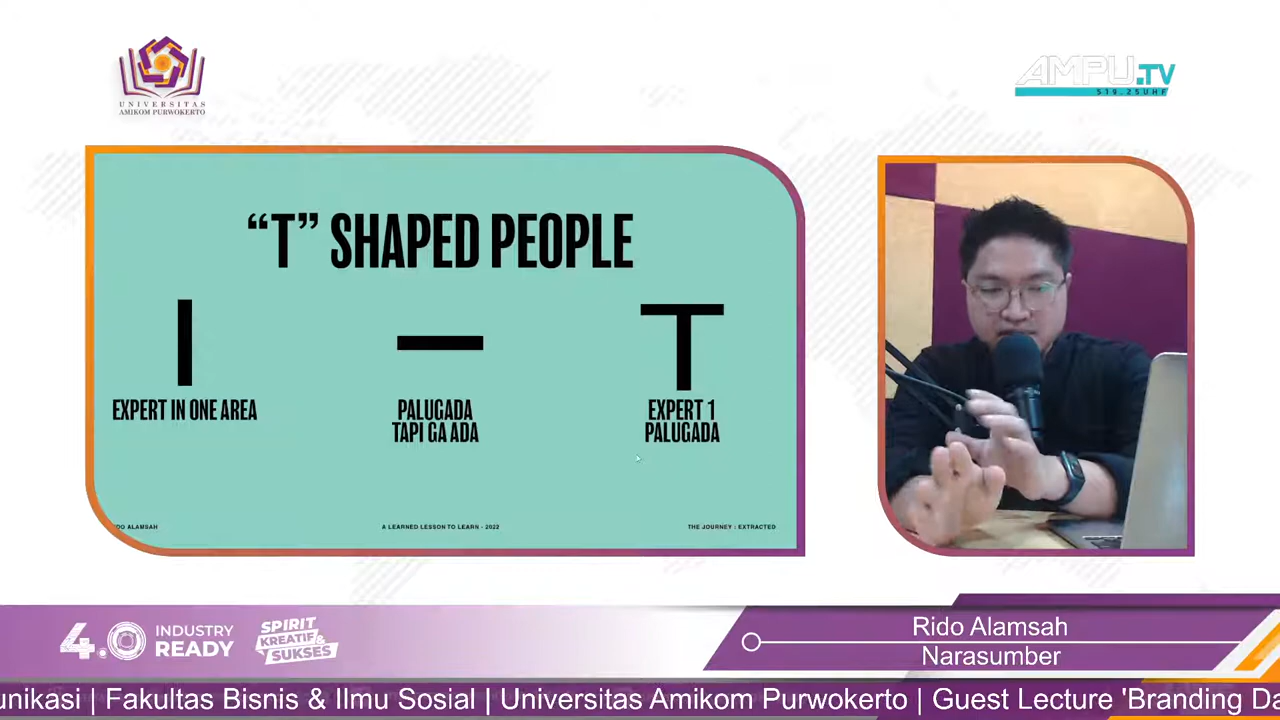 UNIVERSITAS
AMIKOM PURWOKERTO
AMPU.TV
519.25UHF
“T” SHAPED PEOPLE
EXPERT IN ONE AREA
PALUGADA
TAPI GA ADA
EXPERT 1
PALUGADA
DO ALAMSAH
A LEARNED LESSON TO LEARN - 2022
THE JOURNEY : EXTRACTED
4.0 INDUSTRY
READY
SPIRIT
KREATIF &
SUKSES
Rido Alamsah
Narasumber
unikasi | Fakultas Bisnis & Ilmu Sosial | Universitas Amikom Purwokerto | Guest Lecture 'Branding Da